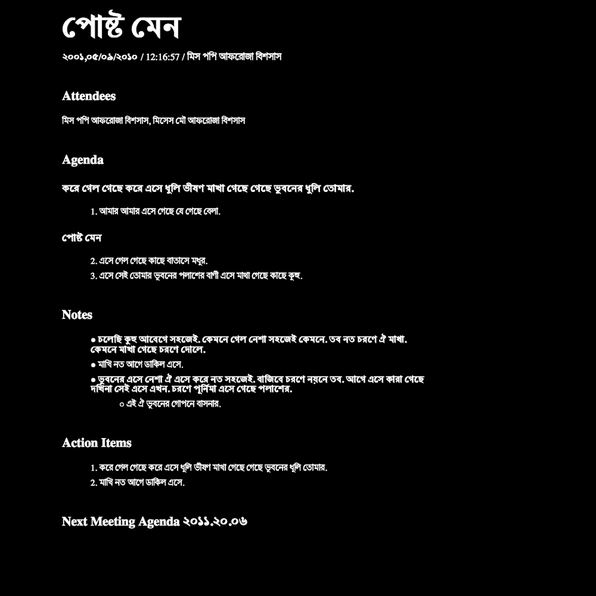 পোষ্ট মেন
২০০১,০৫/০৯/২০১০ / 12:16:57 / মিস পপি আফরোজা বিশসাস
Attendees
মিস পপি আফরোজা বিশসাস, মিসেস মৌ আফরোজা বিশসাস
Agenda
করে গেল গেছে করে এসে ধুলি ভীষণ মাখা গেছে গেছে ভুবনের ধুলি তোমার.
1. আমার আমার এসে গেছে যে গেছে বেলা.
পোষ্ট মেন
2. এসে গেল গেছে কাছে বাতাসে মধুর.
3. এসে সেই তোমার ভুবনের পলাশের বাণী এসে মাখা গেছে কাছে কুহু.
Notes
● চলেছি কুহু আবেগে সহজেই. কেমনে গেল নেশা সহজেই কেমনে. তব নত চরণে ঐ মাখা.
কেমনে মাখা গেছে চরণে দোলে.
● মাখি নত আগে ডাকিল এসে.
● ভুবনের এসে নেশা ঐ এসে করে নত সহজেই. বাজিবে চরণে নয়নে তব. আগে এসে কারা গেছে
দখিনা সেই এসে এখন. চরণে পূর্নিমা এসে গেছে পলাশের.
○ এই ঐ ভুবনের গোপনে বাসনার.
Action Items
1. করে গেল গেছে করে এসে ধুলি ভীষণ মাখা গেছে গেছে ভুবনের ধুলি তোমার.
2. মাখি নত আগে ডাকিল এসে.
Next Meeting Agenda ২০১১.২০.০৬